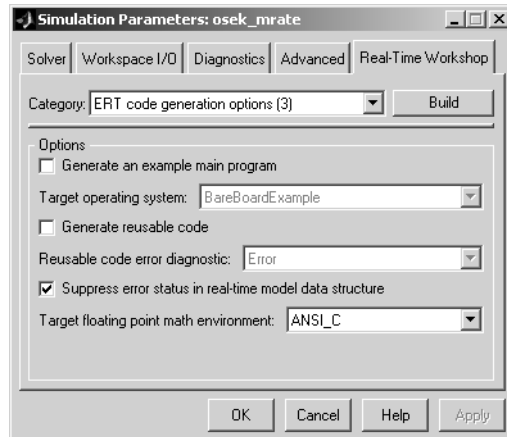 Simulation Parameters: osek_mrate
Solver Workspace I/O Diagnostics Advanced Real-Time Workshop
Category: ERT code generation options (3) Build
Options
Generate an example main program
Target operating system: BareBoardExample
Generate reusable code
Reusable code error diagnostic: Error
Suppress error status in real-time model data structure
Target floating point math environment: ANSI_C
OK Cancel Help Apply